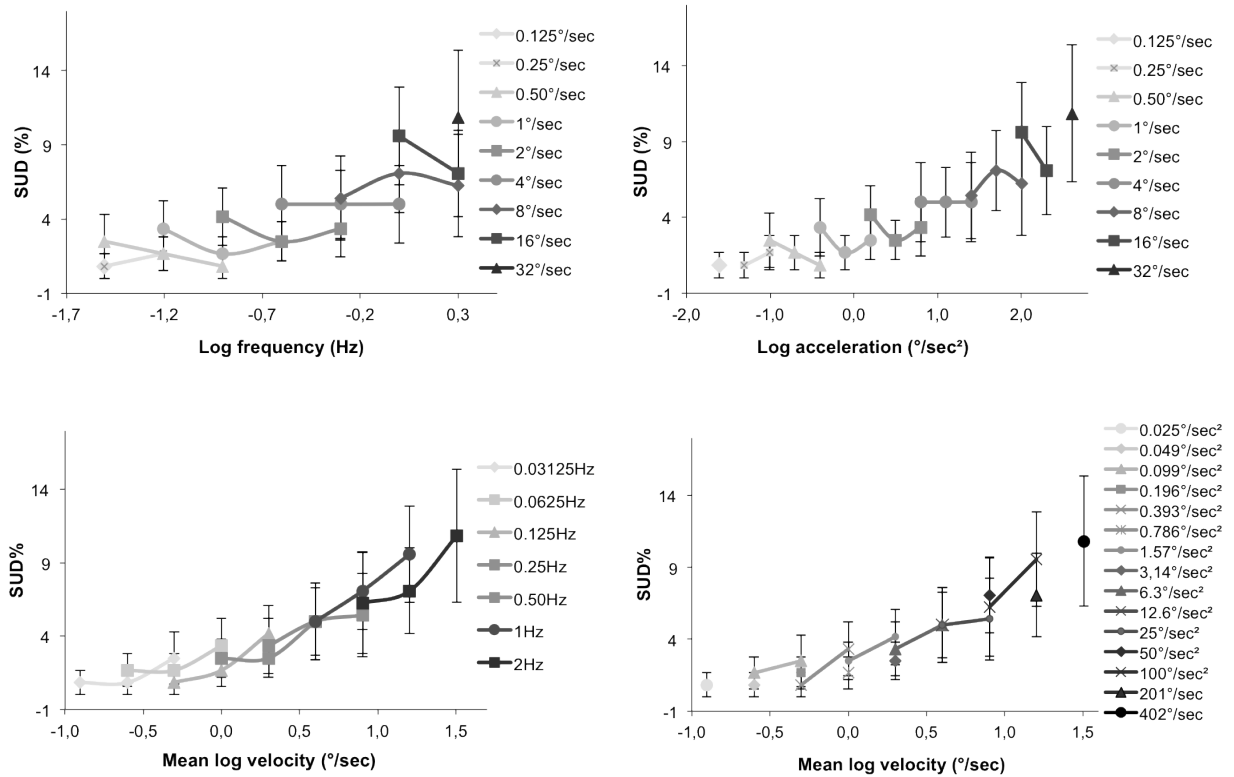 SUD (%)
14
9
4
-1
-1,7
-1,2
-0,7
-0,2
0,3
Log frequency (Hz)
0.125°/sec
0.25°/sec
0.50°/sec
1°/sec
2°/sec
4°/sec
8°/sec
16°/sec
32°/sec
SUD (%)
14
9
4
-1
-2,0
-1,0
0,0
1,0
2,0
Log acceleration (°/sec²)
0.125°/sec
0.25°/sec
0.50°/sec
1°/sec
2°/sec
4°/sec
8°/sec
16°/sec
32°/sec
SUD%
14
9
4
-1
-1,0
-0,5
0,0
0,5
1,0
1,5
Mean log velocity (°/sec)
0.03125Hz
0.0625Hz
0.125Hz
0.25Hz
0.50Hz
1Hz
2Hz
SUD%
14
9
4
-1
-1,0
-0,5
0,0
0,5
1,0
1,5
Mean log velocity (°/sec)
0.025°/sec²
0.049°/sec²
0.099°/sec²
0.196°/sec²
0.393°/sec²
0.786°/sec²
1.57°/sec²
3,14°/sec²
6.3°/sec²
12.6°/sec²
25°/sec²
50°/sec²
100°/sec²
201°/sec
402°/sec